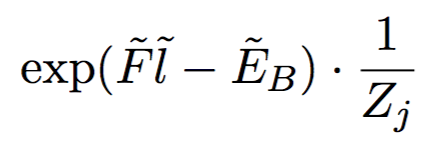 exp(F̃l̃ − Ẽ_B) · 1/Z_j